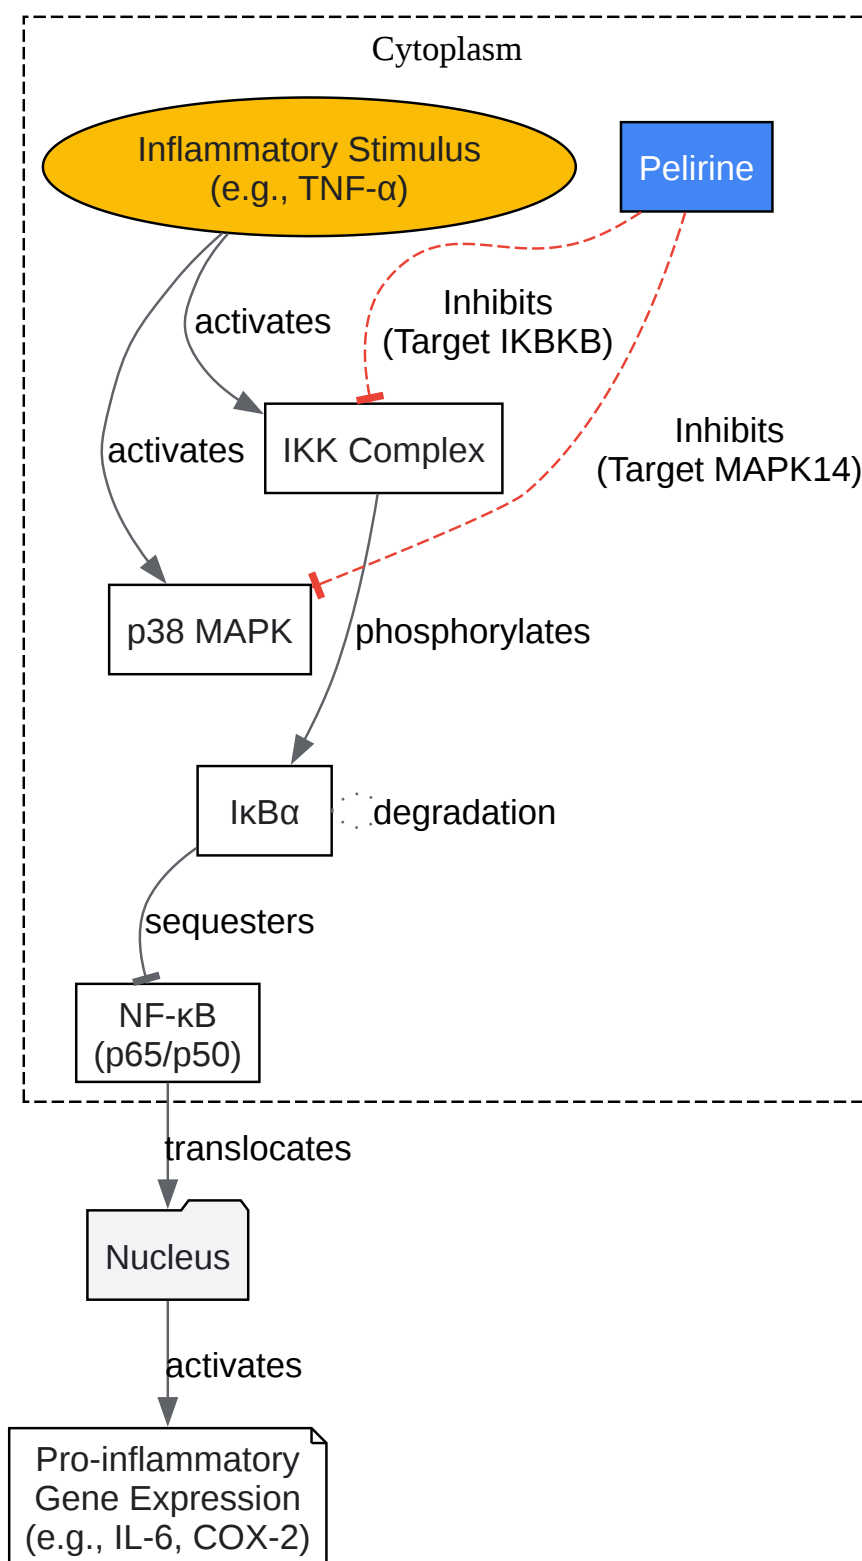 Cytoplasm
Inflammatory Stimulus
(e.g., TNF-α)
Pelirine
activates
Inhibits
(Target IKBKB)
activates
IKK Complex
Inhibits
(Target MAPK14)
p38 MAPK
phosphorylates
IκBα
degradation
sequesters
NF-κB
(p65/p50)
translocates
Nucleus
activates
Pro-inflammatory
Gene Expression
(e.g., IL-6, COX-2)